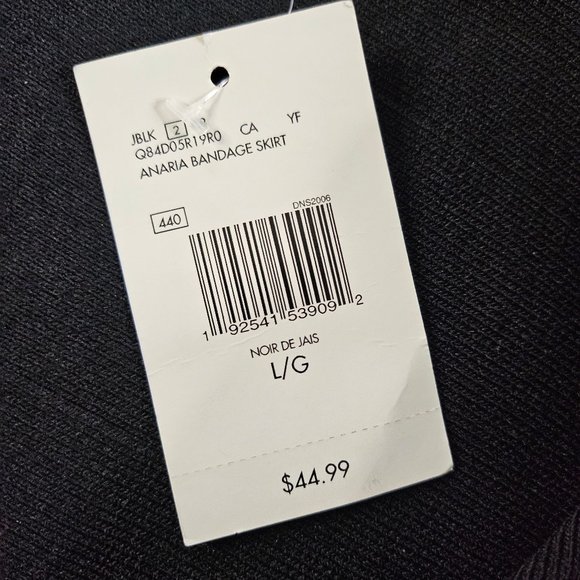 JBLK 2
Q84D05R19R0 CA YF
ANARIA BANDAGE SKIRT
440
DNS2006
1 92541 53909 2
NOIR DE JAIS
L/G
$44.99